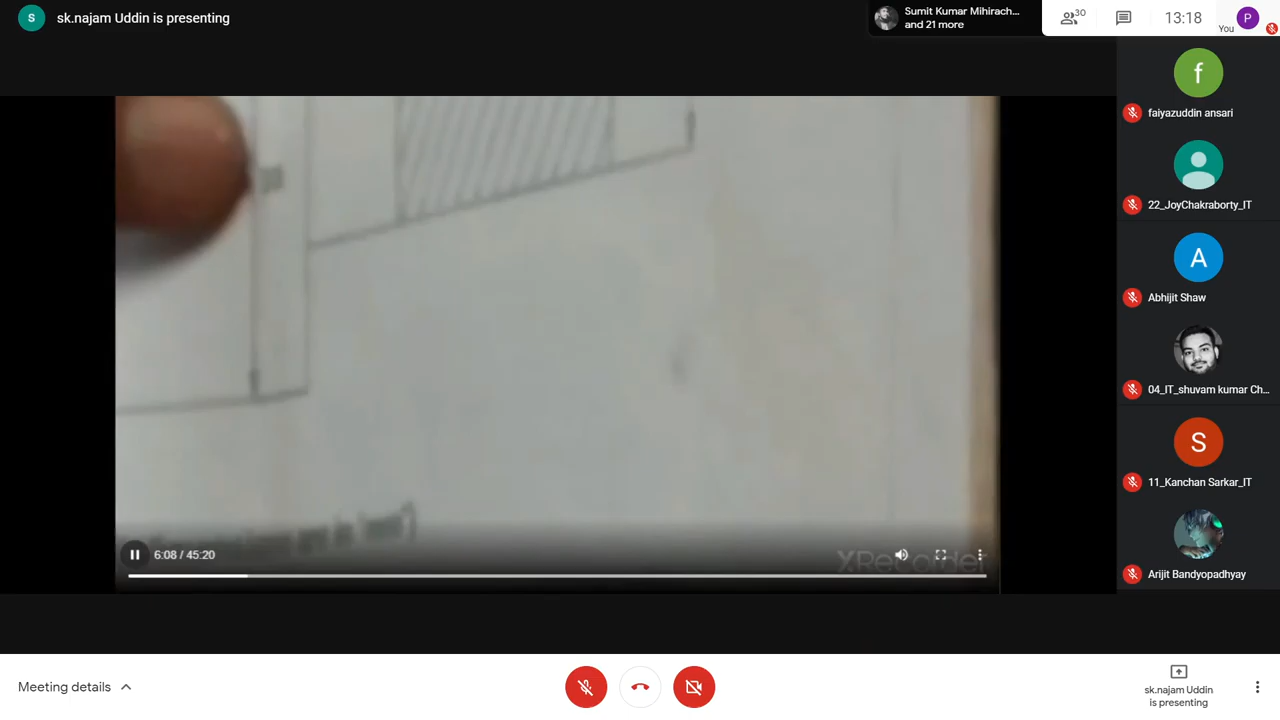 S
sk.najam Uddin is presenting
Sumit Kumar Mihirach...
and 21 more
30
13:18
You
P
f
faiyazuddin ansari
22_JoyChakraborty_IT
A
Abhijit Shaw
04_IT_shuvam kumar Ch...
S
11_Kanchan Sarkar_IT
Arijit Bandyopadhyay
6:08 / 45:20
XRecorder
Meeting details
sk.najam Uddin
is presenting